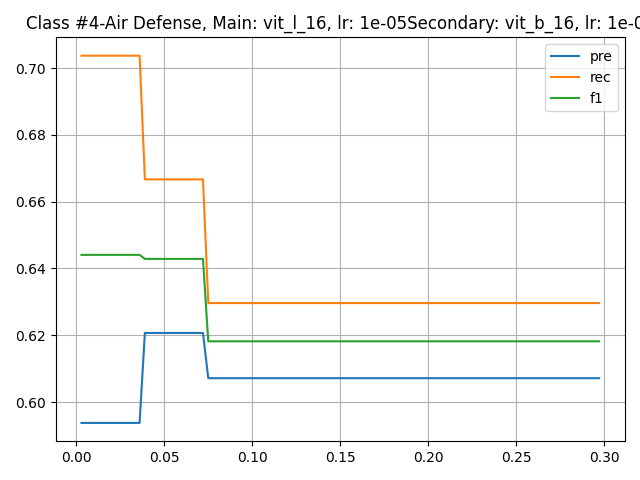 Class #4-Air Defense, Main: vit_l_16, lr: 1e-05Secondary: vit_b_16, lr: 1e-0
pre
rec
f1
0.70
0.68
0.66
0.64
0.62
0.60
0.00 0.05 0.10 0.15 0.20 0.25 0.30